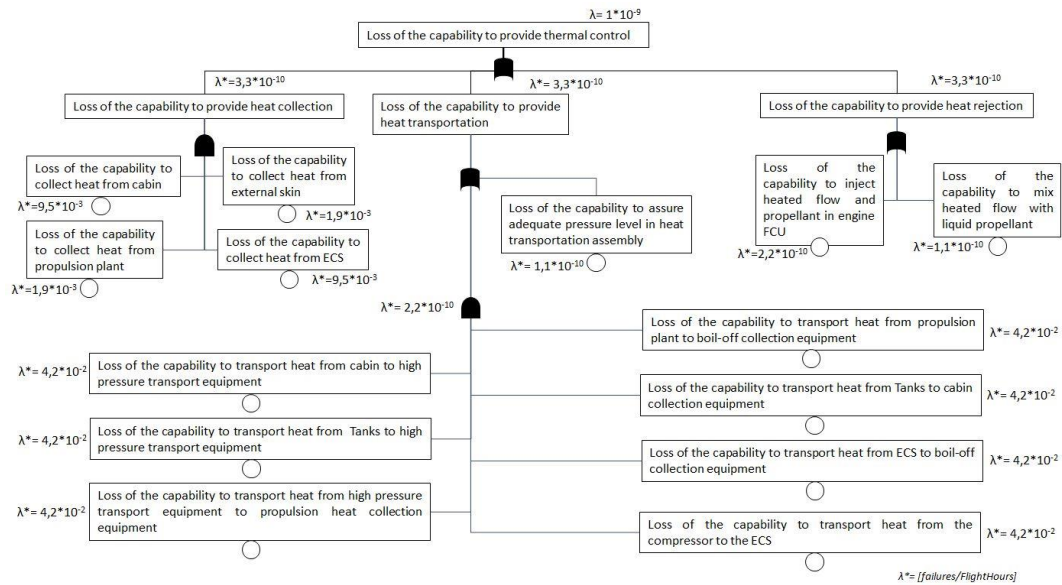 λ= 1*10⁻⁹
Loss of the capability to provide thermal control
λ*=3,3*10⁻¹⁰
Loss of the capability to provide heat collection
λ*= 3,3*10⁻¹⁰
Loss of the capability to provide
heat transportation
λ*=3,3*10⁻¹⁰
Loss of the capability to provide heat rejection
Loss of the capability to
collect heat from cabin
λ*=9,5*10⁻³
Loss of the capability
to collect heat from
external skin
λ*=1,9*10⁻³
Loss of the capability
to collect heat from
propulsion plant
λ*=1,9*10⁻³
Loss of the capability to
collect heat from ECS
λ*=9,5*10⁻³
Loss of the capability to assure
adequate pressure level in heat
transportation assembly
λ*= 1,1*10⁻¹⁰
Loss of the
capability to inject
heated flow and
propellant in engine
FCU
λ*=2,2*10⁻¹⁰
Loss of the
capability to mix
heated flow with
liquid propellant
λ*=1,1*10⁻¹⁰
λ*= 2,2*10⁻¹⁰
λ*= 4,2*10⁻²
Loss of the capability to transport heat from cabin to high
pressure transport equipment
λ*= 4,2*10⁻²
Loss of the capability to transport heat from Tanks to high
pressure transport equipment
λ*= 4,2*10⁻²
Loss of the capability to transport heat from high pressure
transport equipment to propulsion heat collection
equipment
Loss of the capability to transport heat from propulsion
plant to boil-off collection equipment
λ*= 4,2*10⁻²
Loss of the capability to transport heat from Tanks to cabin
collection equipment
λ*= 4,2*10⁻²
Loss of the capability to transport heat from ECS to boil-off
collection equipment
λ*= 4,2*10⁻²
Loss of the capability to transport heat from the
compressor to the ECS
λ*= 4,2*10⁻²
λ*= [failures/FlightHours]